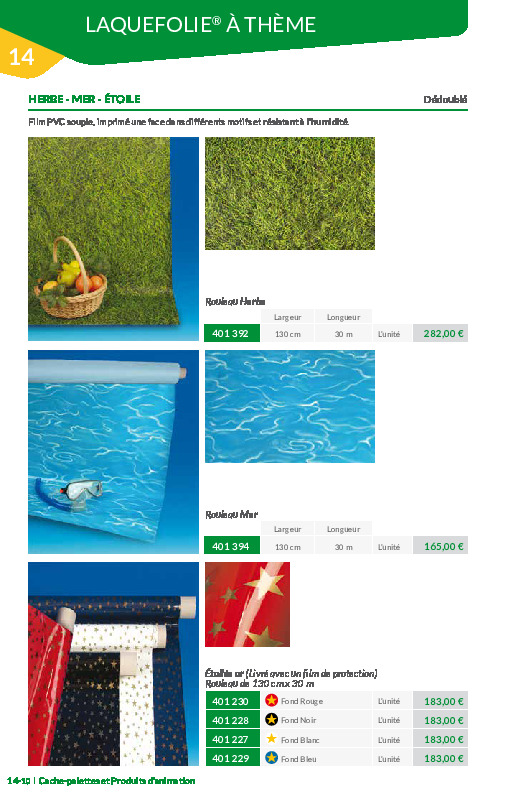 LAQUEFOLIE® À THÈME
14
HERBE - MER - ÉTOILE
Dédoublé
Film PVC souple, imprimé une face dans différents motifs et résistant à l'humidité.
Rouleau Herbe
Largeur Longueur
401 392 130 cm 30 m L'unité 282,00 €
Rouleau Mer
Largeur Longueur
401 394 130 cm 30 m L'unité 165,00 €
Étoilée or (Livré avec un film de protection)
Rouleau de 130 cm x 30 m
401 230 Fond Rouge L'unité 183,00 €
401 228 Fond Noir L'unité 183,00 €
401 227 Fond Blanc L'unité 183,00 €
401 229 Fond Bleu L'unité 183,00 €
14-10 | Cache-palettes et Produits d'animation